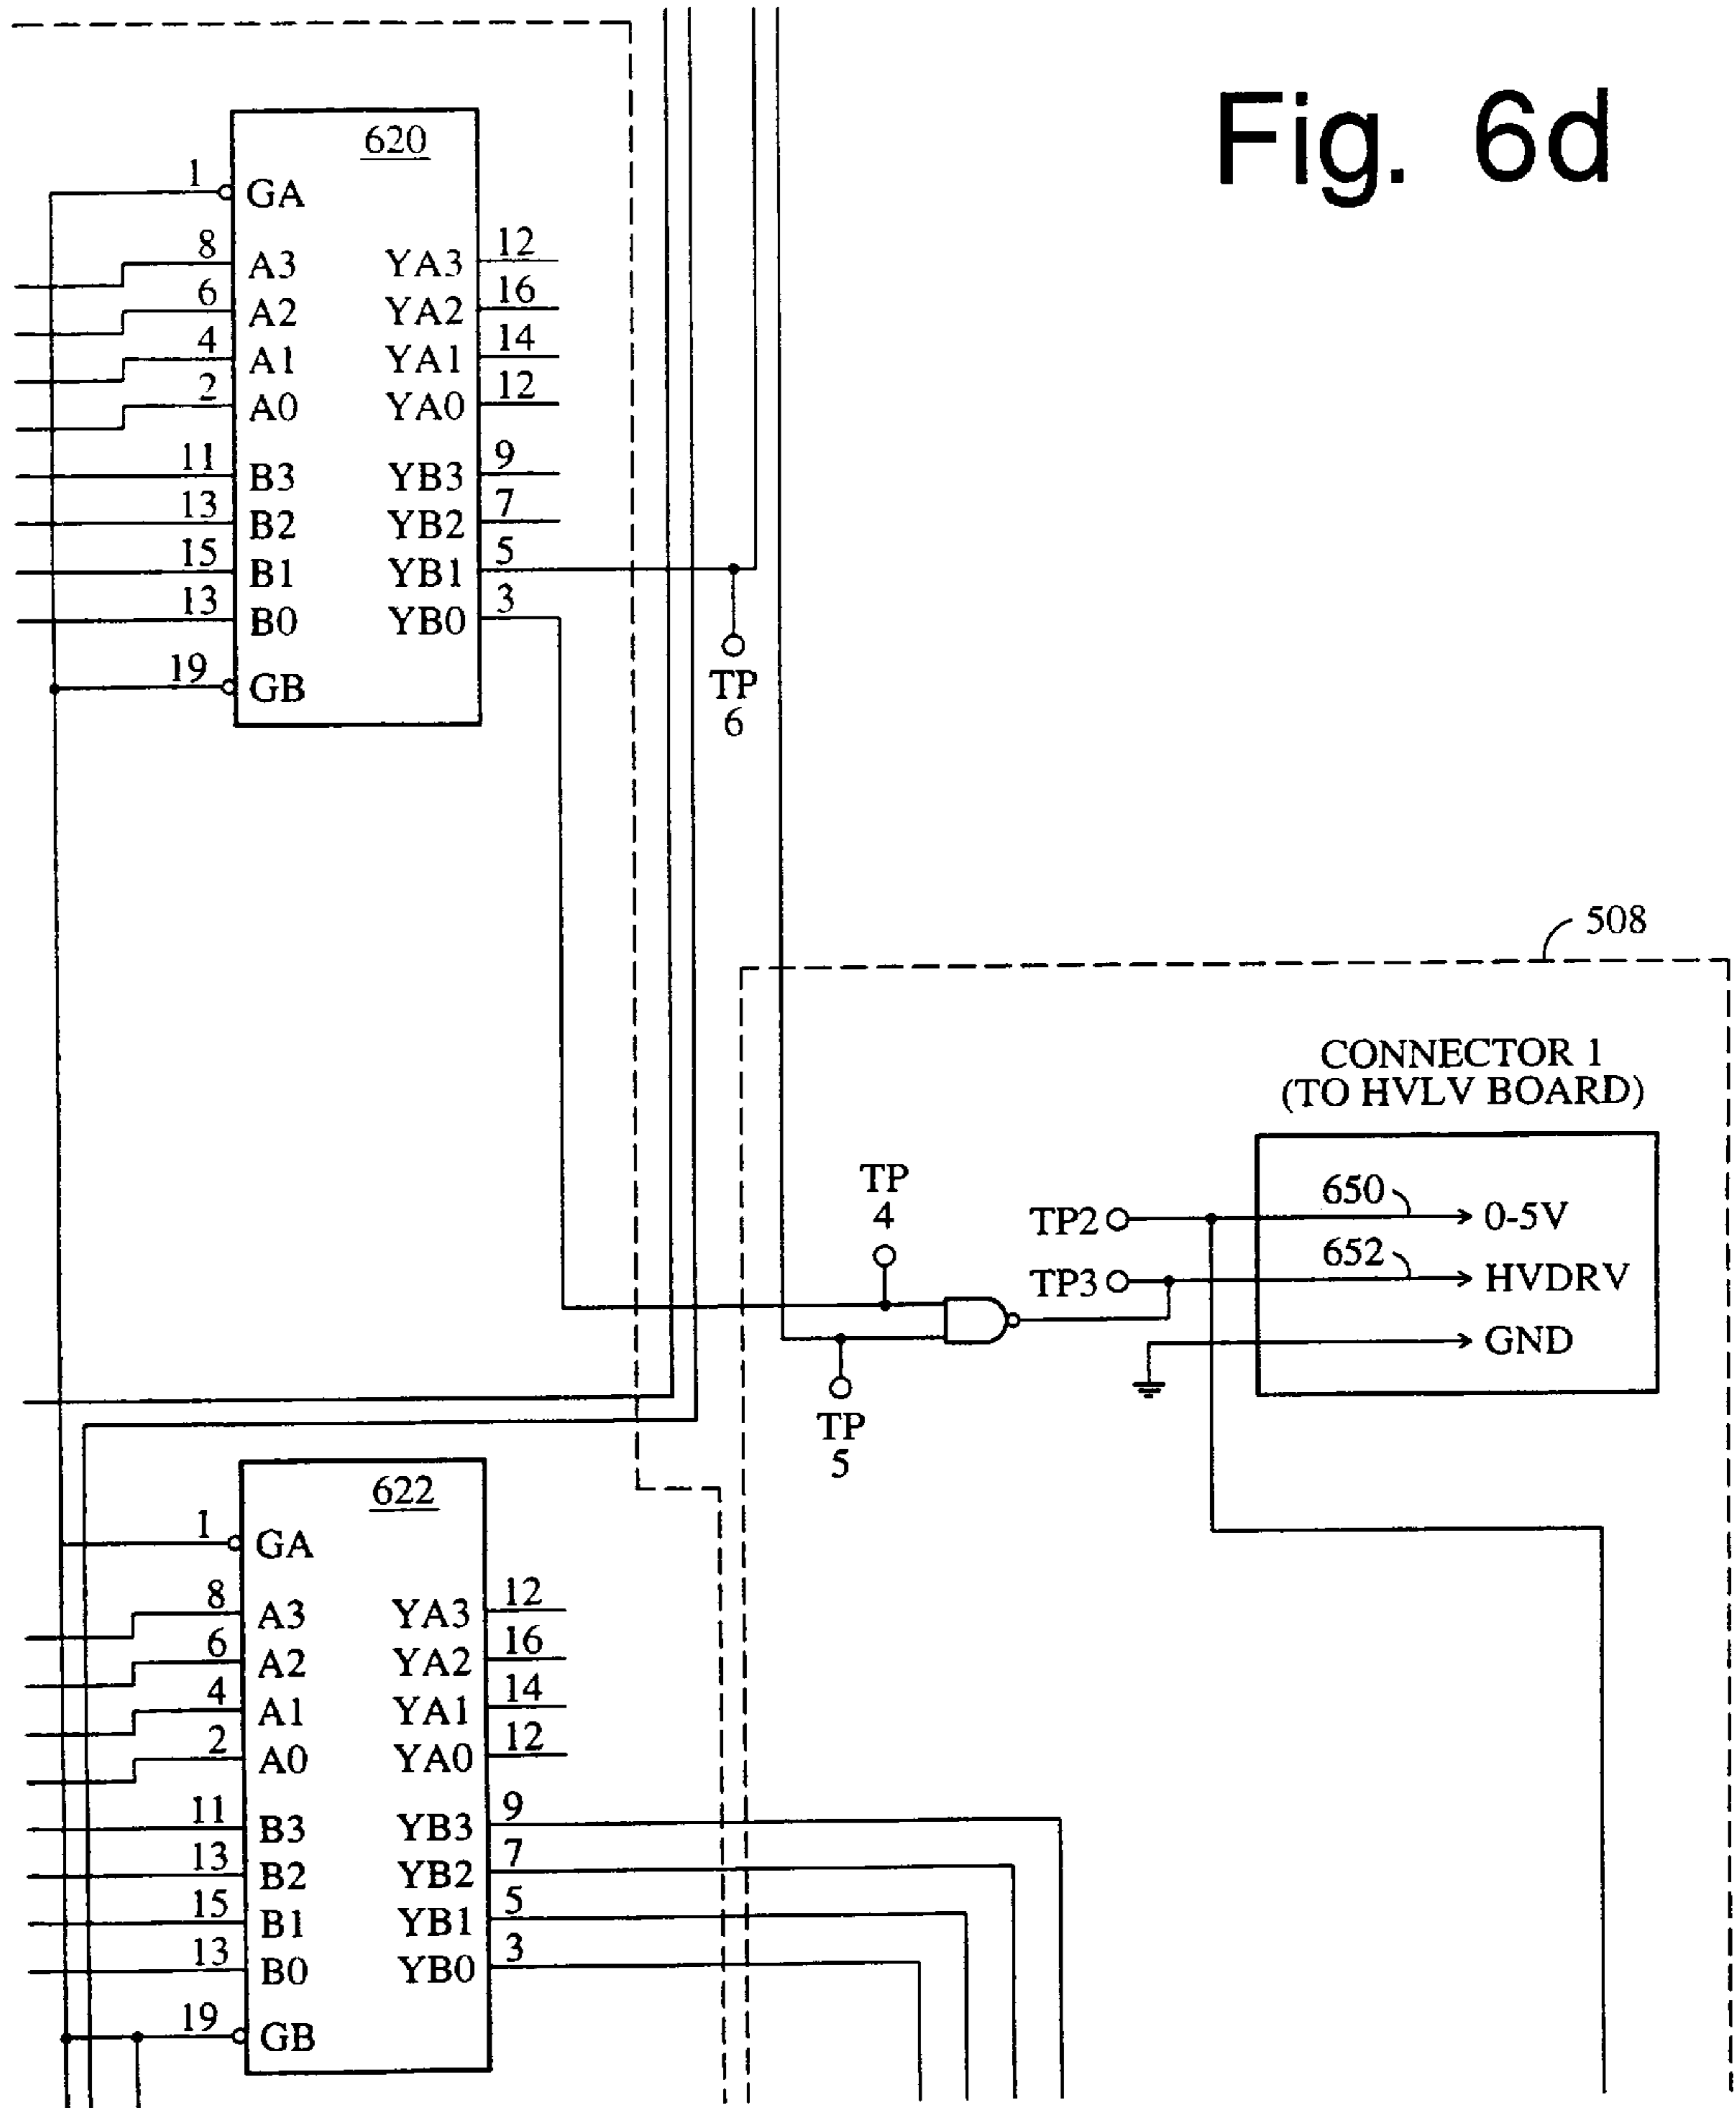 Fig. 6d
620
1 GA
8 A3 YA3 12
6 A2 YA2 16
4 A1 YA1 14
2 A0 YA0 12
11 B3 YB3 9
13 B2 YB2 7
15 B1 YB1 5
13 B0 YB0 3
19 GB
TP
6
508
CONNECTOR 1
(TO HVLV BOARD)
TP
4
TP2 650 0-5V
TP3 652 HVDRV
GND
TP
5
622
1 GA
8 A3 YA3 12
6 A2 YA2 16
4 A1 YA1 14
2 A0 YA0 12
11 B3 YB3 9
13 B2 YB2 7
15 B1 YB1 5
13 B0 YB0 3
19 GB